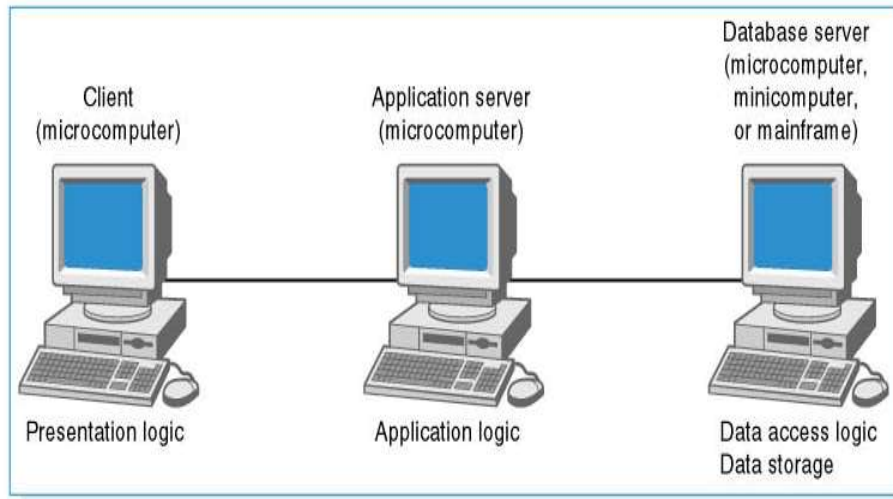 Client
(microcomputer)
Application server
(microcomputer)
Database server
(microcomputer,
minicomputer,
or mainframe)
Presentation logic
Application logic
Data access logic
Data storage